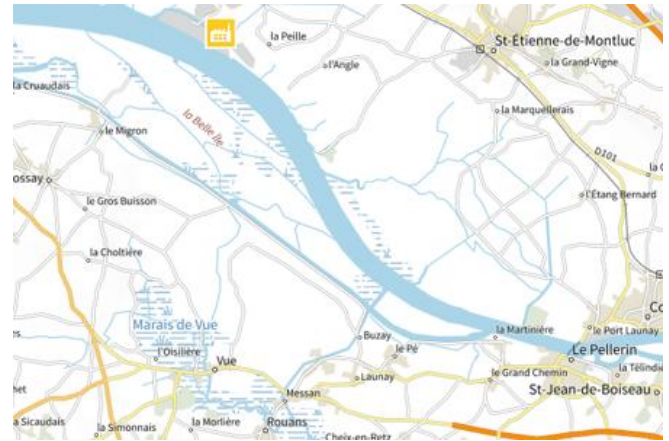 St-Étienne-de-Montluc
la Peille
l'Angle
la Grand-Vigne
la Cruaudais
la Belle Ile
la Marquellerais
le Migron
D101
ossay
l'Étang Bernard
le Gros Buisson
la Choltière
Marais de Vue
la Martinière
le Port Launay
Buzay
l'Oisilière
le Pé
Le Pellerin
Vue
Launay
le Grand Chemin
la Télindi
St-Jean-de-Boiseau
Messan
a Sicaudais
la Simonnais
la Morlière
Rouans
Cheix-en-Retz